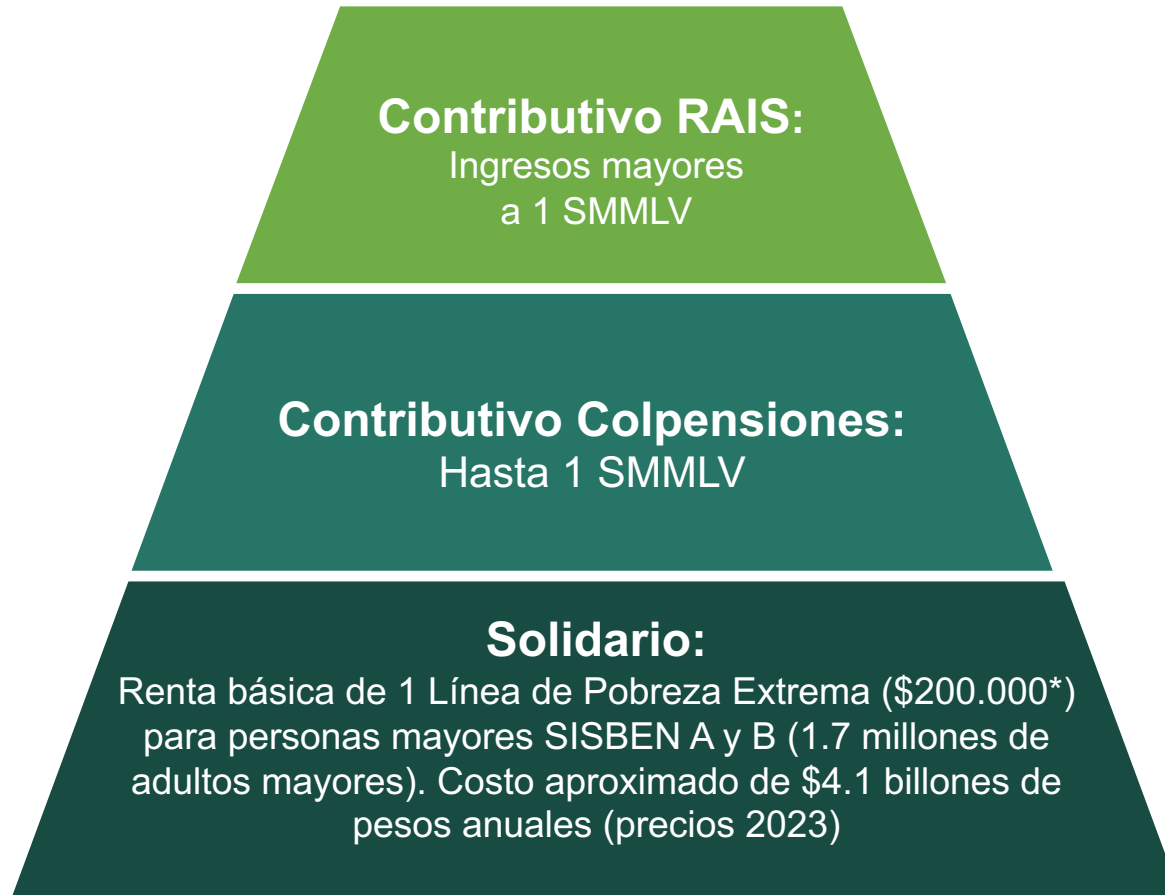 Contributivo RAIS:
Ingresos mayores
a 1 SMMLV
Contributivo Colpensiones:
Hasta 1 SMMLV
Solidario:
Renta básica de 1 Línea de Pobreza Extrema ($200.000*)
para personas mayores SISBEN A y B (1.7 millones de
adultos mayores). Costo aproximado de $4.1 billones de
pesos anuales (precios 2023)